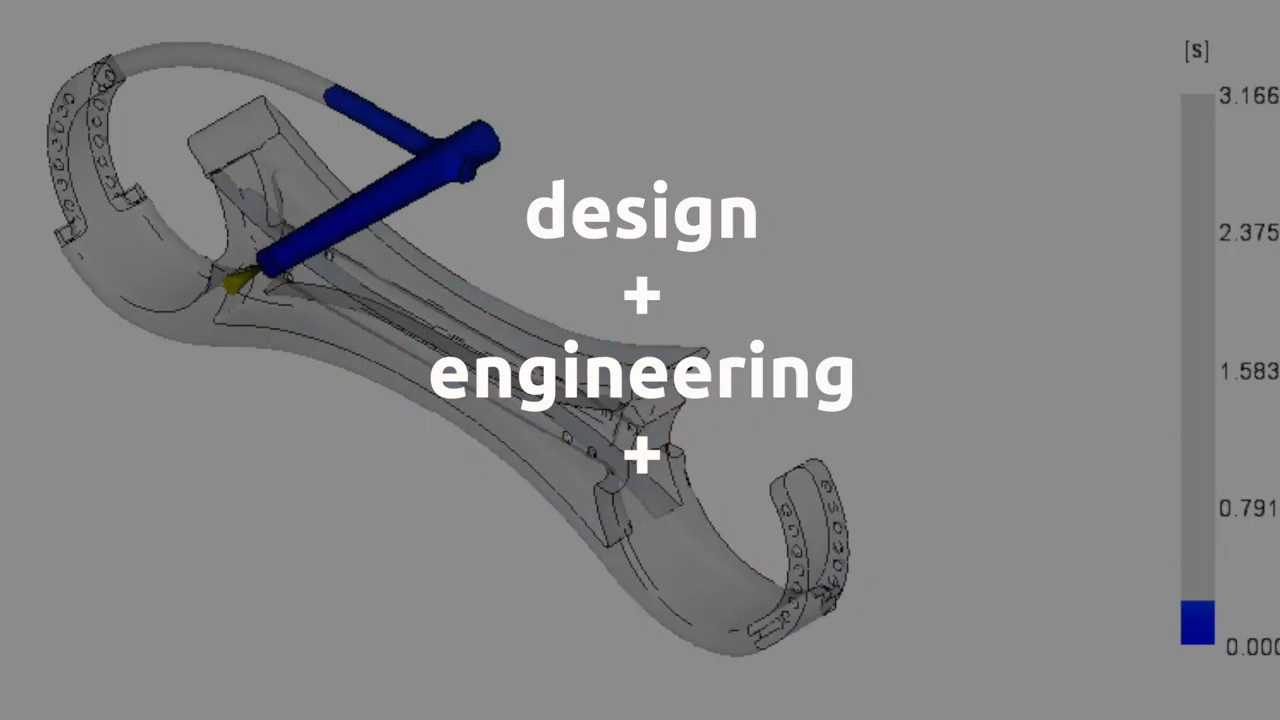 [s]
3.166
design
2.375
+
engineering
1.583
+
0.791
0.000